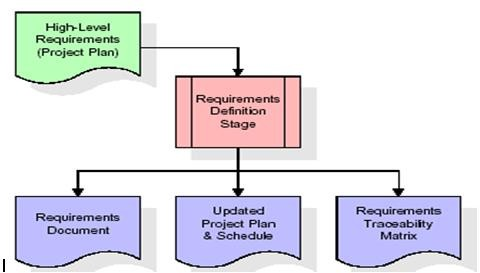 High-Level
Requirements
(Project Plan)
Requirements
Definition
Stage
Requirements
Document
Updated
Project Plan
& Schedule
Requirements
Traceability
Matrix